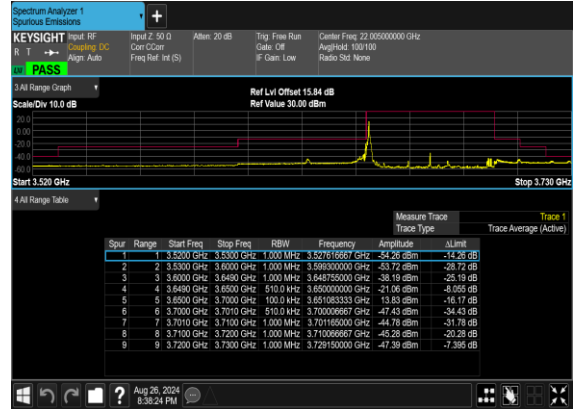 Spectrum Analyzer 1
Spurious Emissions
KEYSIGHT Input: RF Input Z: 50 Ω Atten: 20 dB Trig: Free Run Center Freq: 22.005000000 GHz
R T Coupling: DC Corr CCorr Gate: Off Avg|Hold: 100/100
Align: Auto Freq Ref: Int (S) IF Gain: Low Radio Std: None
PASS
3.All Range Graph
Ref Lvl Offset 15.84 dB
Scale/Div 10.0 dB Ref Value 30.00 dBm
20.0
0.00
-20.0
-40.0
-60.0
Start 3.520 GHz Stop 3.730 GHz
4.All Range Table
Measure Trace Trace 1
Trace Type Trace Average (Active)
Spur Range Start Freq Stop Freq RBW Frequency Amplitude ΔLimit
1 1 3.5200 GHz 3.5300 GHz 1.000 MHz 3.527616667 GHz -54.26 dBm -14.26 dB
2 2 3.5300 GHz 3.6000 GHz 1.000 MHz 3.599300000 GHz -53.72 dBm -28.72 dB
3 3 3.6000 GHz 3.6490 GHz 1.000 MHz 3.648755000 GHz -38.19 dBm -25.19 dB
4 4 3.6490 GHz 3.6500 GHz 510.0 kHz 3.650000000 GHz -21.06 dBm -8.055 dB
5 5 3.6500 GHz 3.7000 GHz 100.0 kHz 3.651083333 GHz 13.83 dBm -16.17 dB
6 6 3.7000 GHz 3.7010 GHz 510.0 kHz 3.700006667 GHz -47.43 dBm -34.43 dB
7 7 3.7010 GHz 3.7100 GHz 1.000 MHz 3.701165000 GHz -44.78 dBm -31.78 dB
8 8 3.7100 GHz 3.7200 GHz 1.000 MHz 3.710066667 GHz -45.28 dBm -20.28 dB
9 9 3.7200 GHz 3.7300 GHz 1.000 MHz 3.729150000 GHz -47.39 dBm -7.395 dB
? Aug 26, 2024
8:38:24 PM